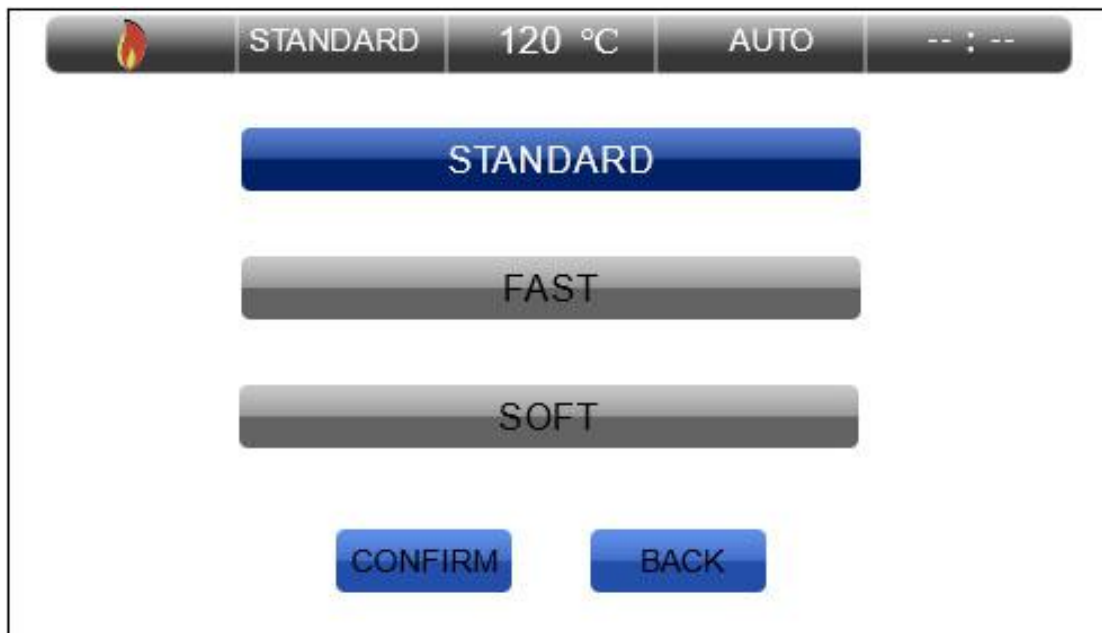 STANDARD 120 °C AUTO -- : --
STANDARD
FAST
SOFT
CONFIRM BACK